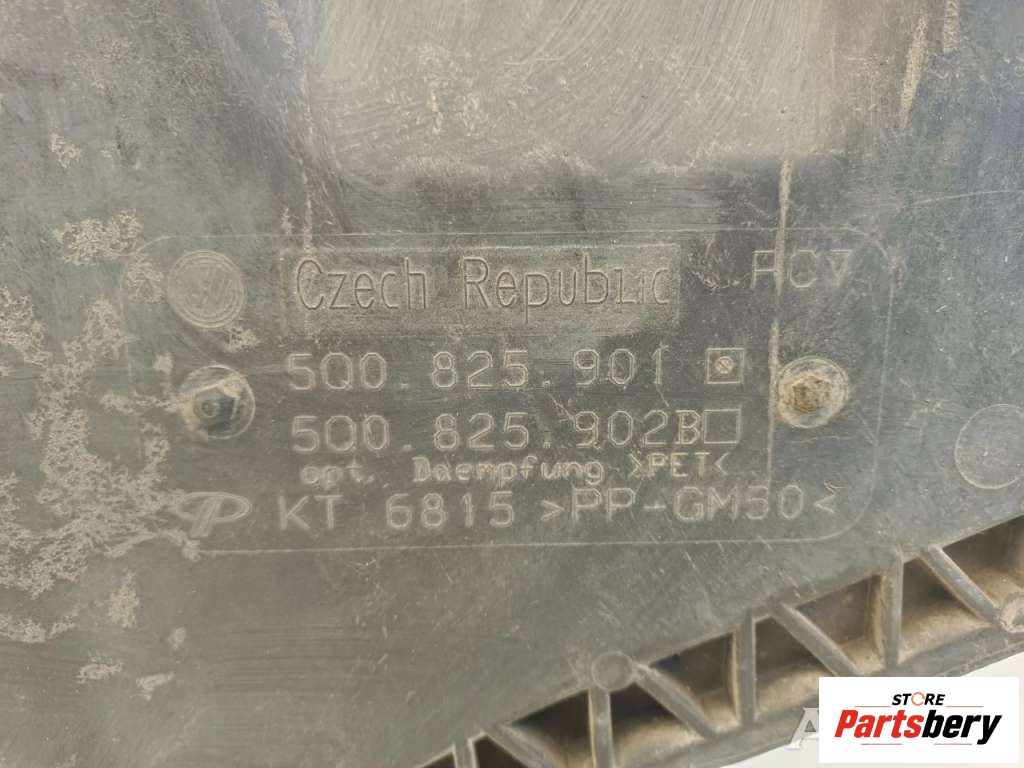 Czech Republic
5Q0.825.901
5Q0.825.902B
opt. Daempfung >PET<
KT 6815 >PP-GM50<
STORE
Partsbery